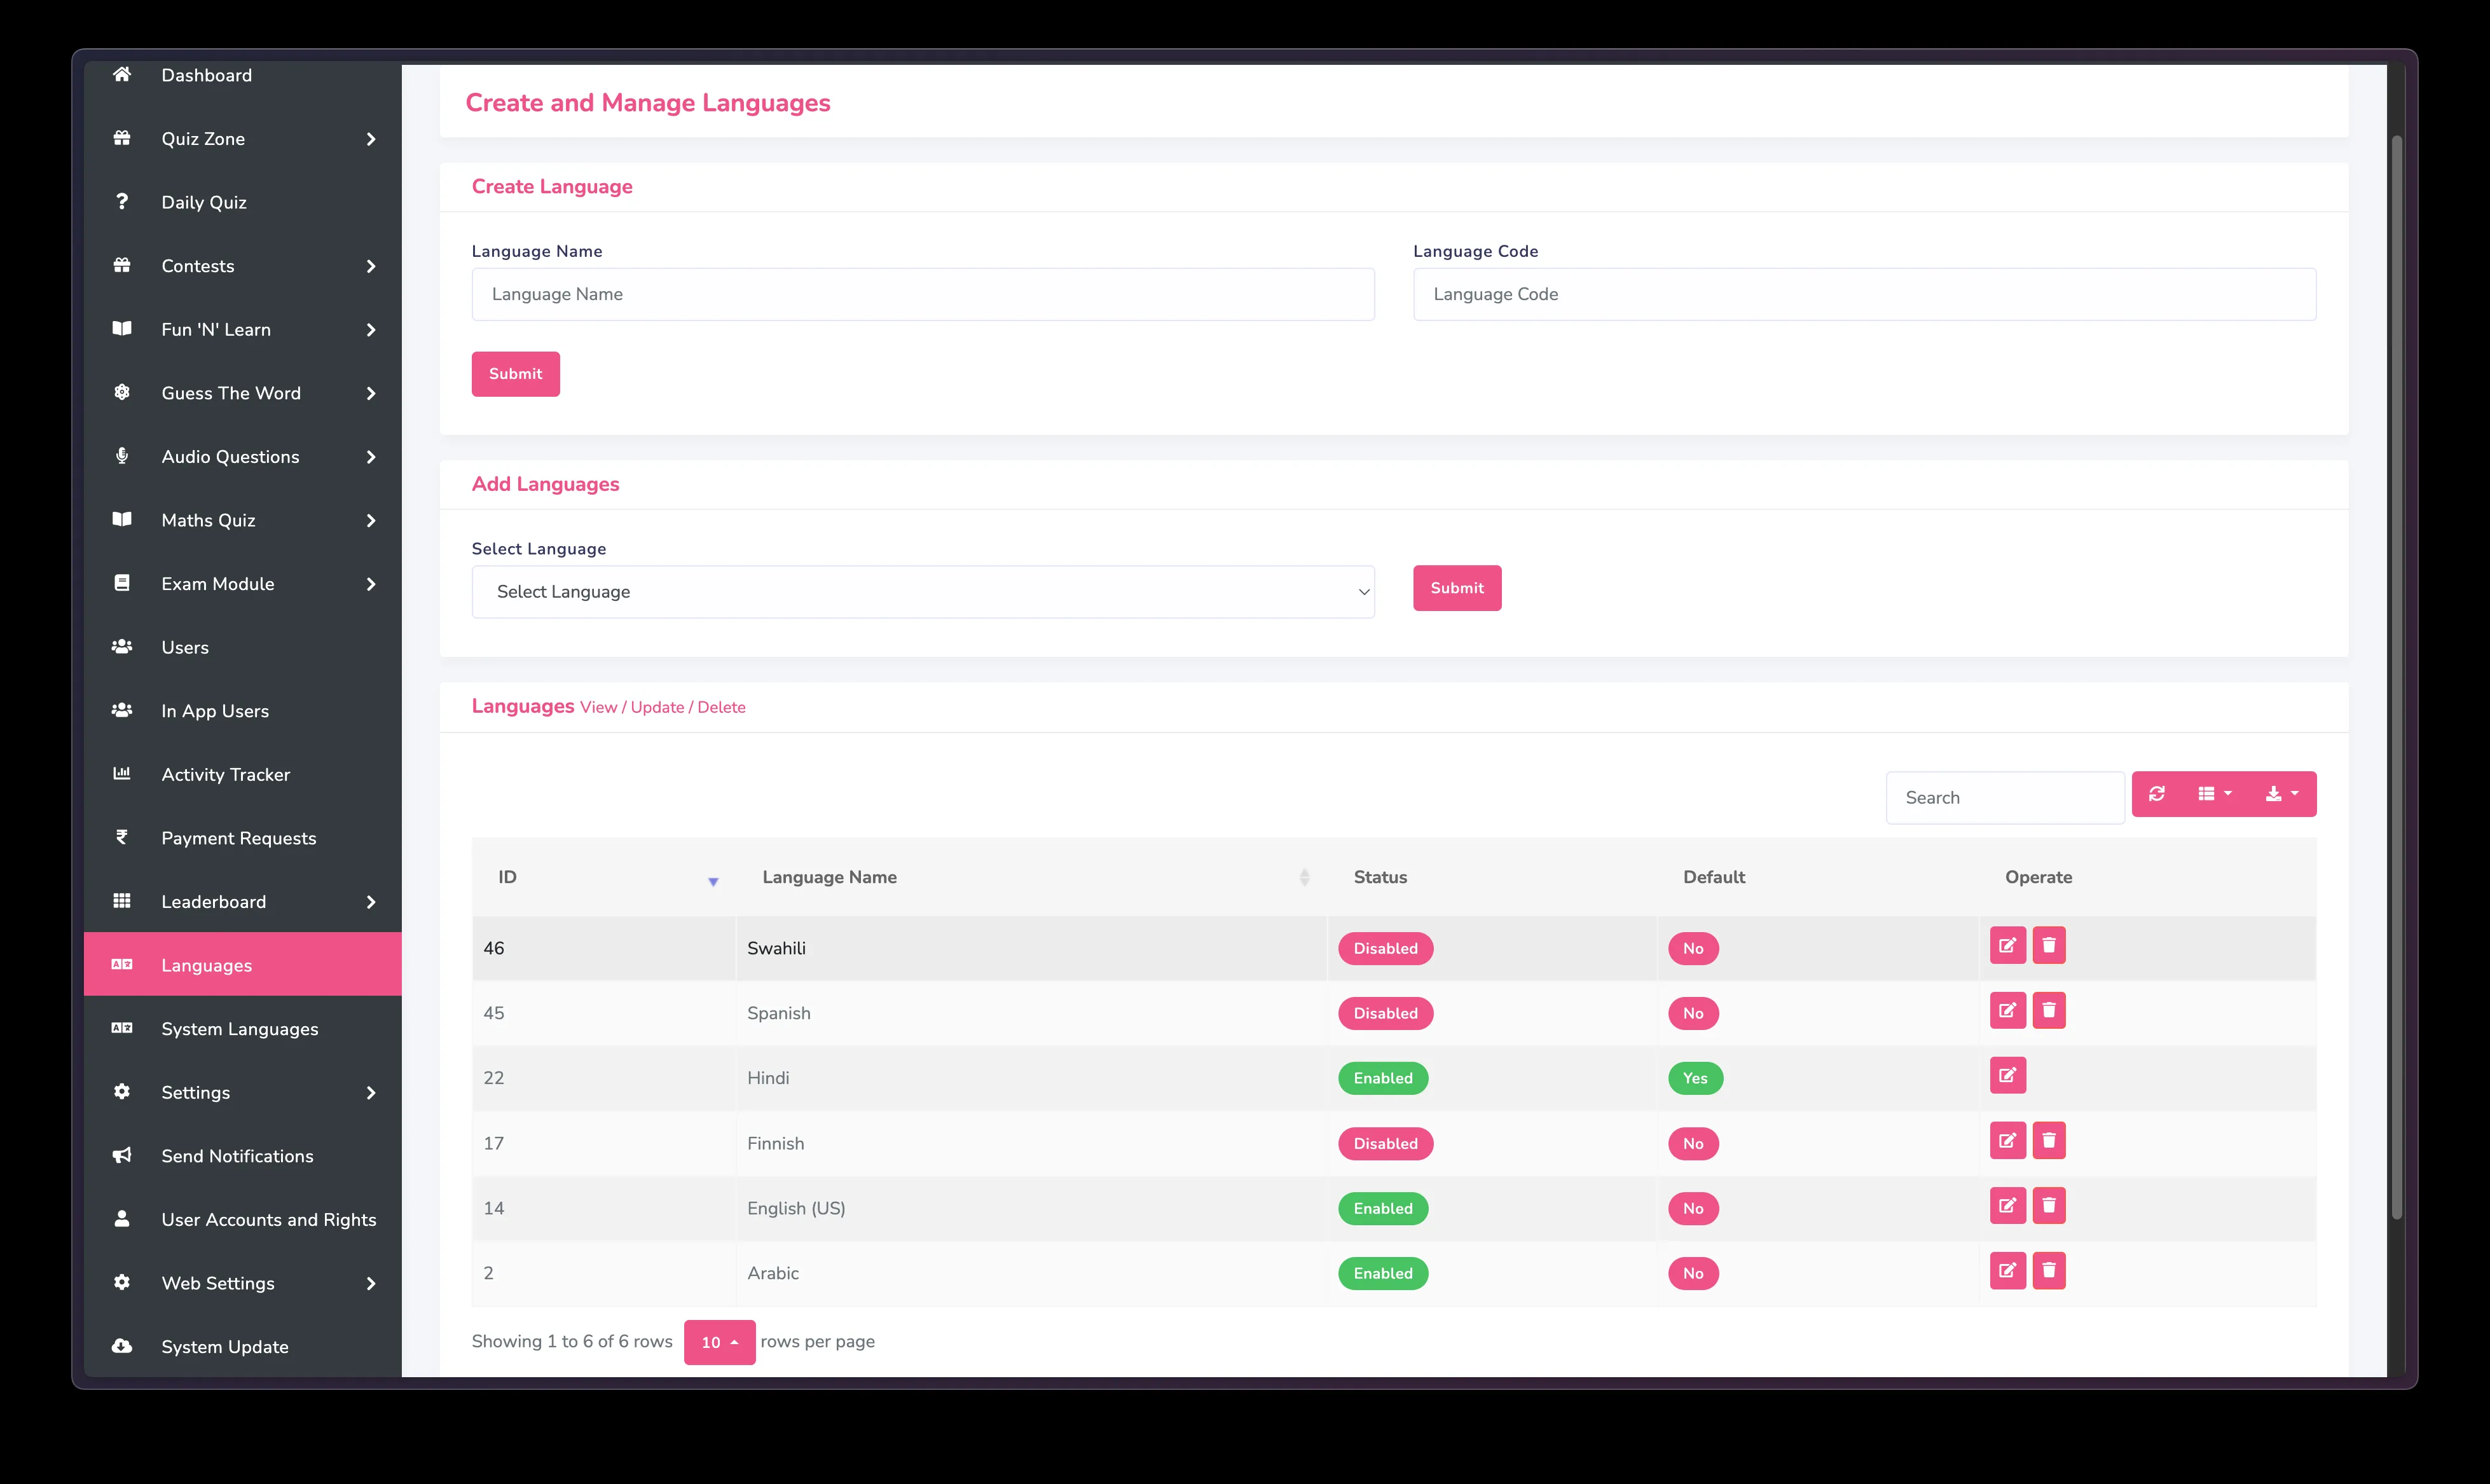 Dashboard
Quiz Zone
Daily Quiz
Contests
Fun 'N' Learn
Guess The Word
Audio Questions
Maths Quiz
Exam Module
Users
In App Users
Activity Tracker
Payment Requests
Leaderboard
Languages
System Languages
Settings
Send Notifications
User Accounts and Rights
Web Settings
System Update
Create and Manage Languages
Create Language
Language Name Language Code
Language Name Language Code
Submit
Add Languages
Select Language
Select Language Submit
Languages View / Update / Delete
Search
ID Language Name Status Default Operate
46 Swahili Disabled No
45 Spanish Disabled No
22 Hindi Enabled Yes
17 Finnish Disabled No
14 English (US) Enabled No
2 Arabic Enabled No
Showing 1 to 6 of 6 rows 10 rows per page